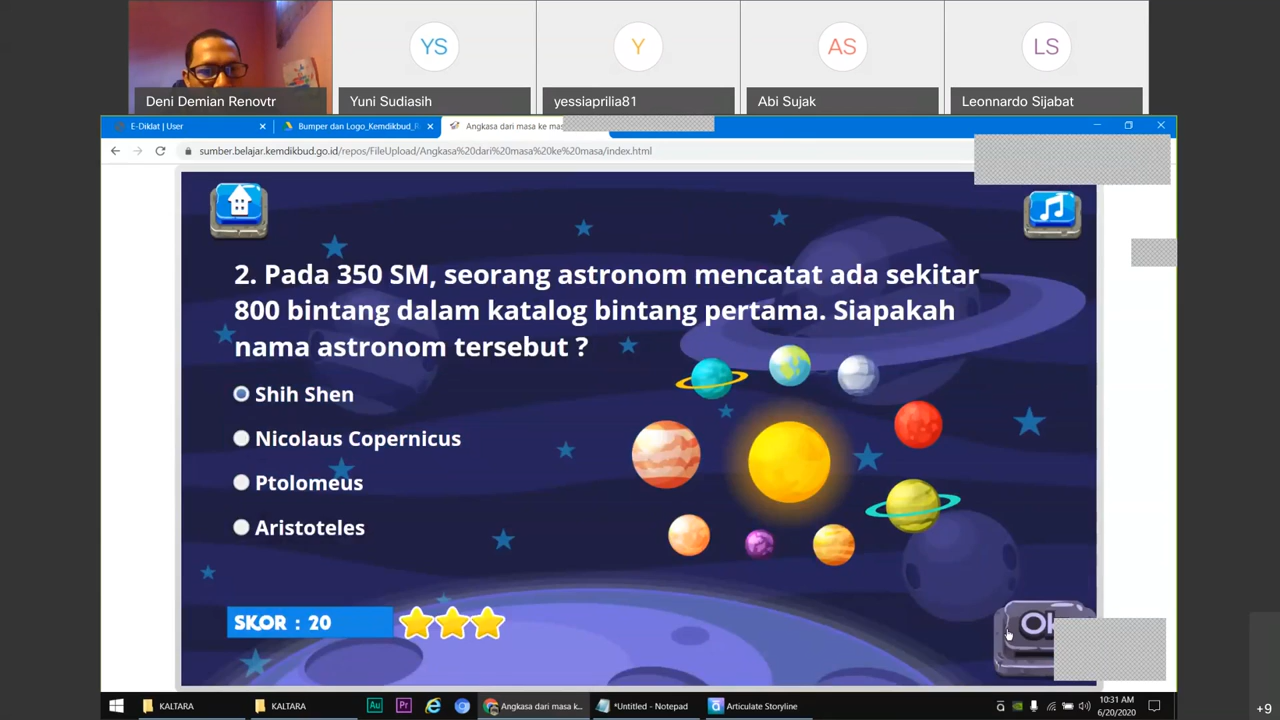 YS
Y
AS
LS
Deni Demian Renovtr
Yuni Sudiasih
yessiaprilia81
Abi Sujak
Leonnardo Sijabat
E-Diklat | User
Bumper dan Logo_Kemdikbud_
Angkasa dari masa ke mas
sumber.belajar.kemdikbud.go.id/repos/FileUpload/Angkasa%20dari%20masa%20ke%20masa/index.html
2. Pada 350 SM, seorang astronom mencatat ada sekitar
800 bintang dalam katalog bintang pertama. Siapakah
nama astronom tersebut ?
Shih Shen
Nicolaus Copernicus
Ptolomeus
Aristoteles
SKOR : 20
KALTARA
KALTARA
Au
Pr
Angkasa dari masa k...
*Untitled - Notepad
Articulate Storyline
10:31 AM
6/20/2020
+9